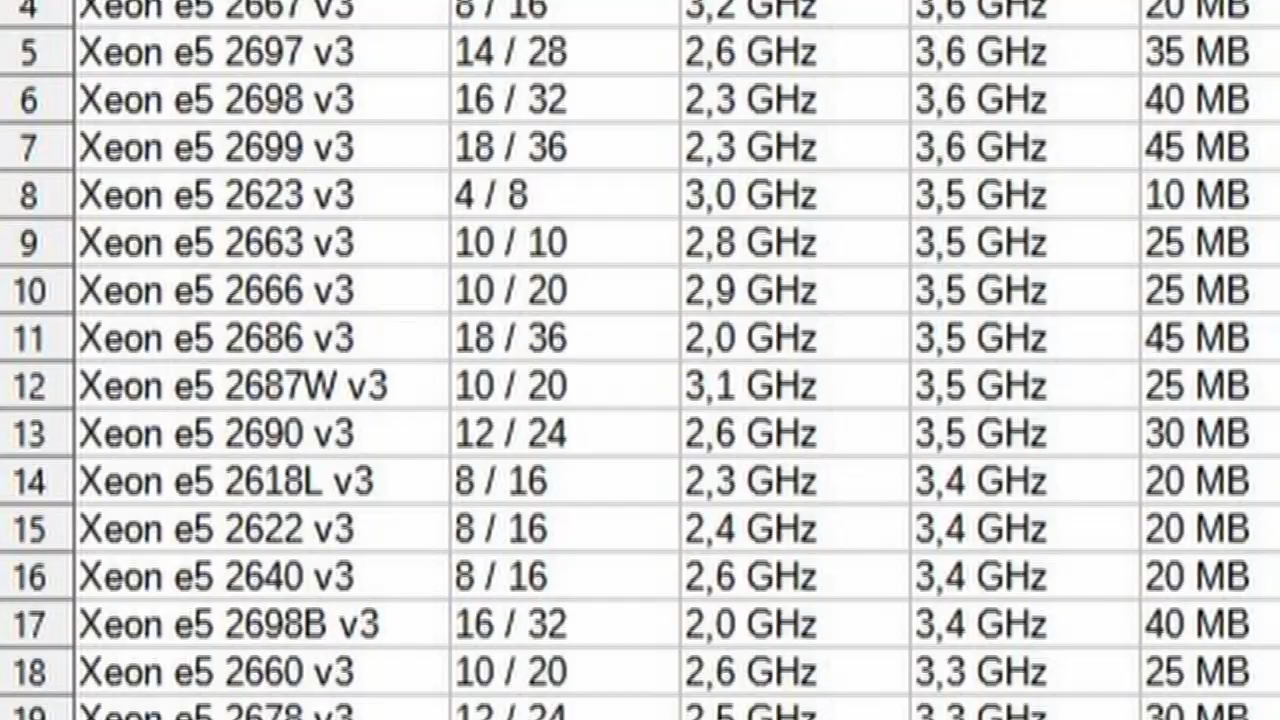 4 Xeon e5 2667 v3 8 / 16 3,2 GHz 3,6 GHz 20 MB
5 Xeon e5 2697 v3 14 / 28 2,6 GHz 3,6 GHz 35 MB
6 Xeon e5 2698 v3 16 / 32 2,3 GHz 3,6 GHz 40 MB
7 Xeon e5 2699 v3 18 / 36 2,3 GHz 3,6 GHz 45 MB
8 Xeon e5 2623 v3 4 / 8 3,0 GHz 3,5 GHz 10 MB
9 Xeon e5 2663 v3 10 / 10 2,8 GHz 3,5 GHz 25 MB
10 Xeon e5 2666 v3 10 / 20 2,9 GHz 3,5 GHz 25 MB
11 Xeon e5 2686 v3 18 / 36 2,0 GHz 3,5 GHz 45 MB
12 Xeon e5 2687W v3 10 / 20 3,1 GHz 3,5 GHz 25 MB
13 Xeon e5 2690 v3 12 / 24 2,6 GHz 3,5 GHz 30 MB
14 Xeon e5 2618L v3 8 / 16 2,3 GHz 3,4 GHz 20 MB
15 Xeon e5 2622 v3 8 / 16 2,4 GHz 3,4 GHz 20 MB
16 Xeon e5 2640 v3 8 / 16 2,6 GHz 3,4 GHz 20 MB
17 Xeon e5 2698B v3 16 / 32 2,0 GHz 3,4 GHz 40 MB
18 Xeon e5 2660 v3 10 / 20 2,6 GHz 3,3 GHz 25 MB
19 Xeon e5 2678 v3 12 / 24 2,5 GHz 3,3 GHz 30 MB